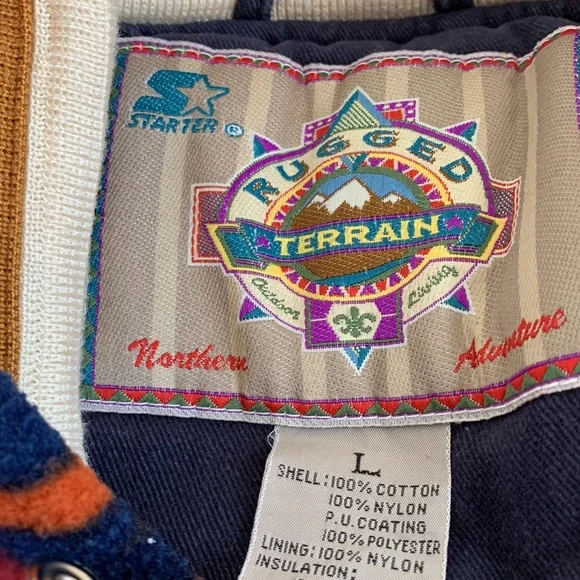 STARTER ®
RUGGED
TERRAIN
Outdoor Living
Northern Adventure
L
SHELL: 100% COTTON
100% NYLON
P.U. COATING
100% POLYESTER
LINING: 100% NYLON
INSULATION: